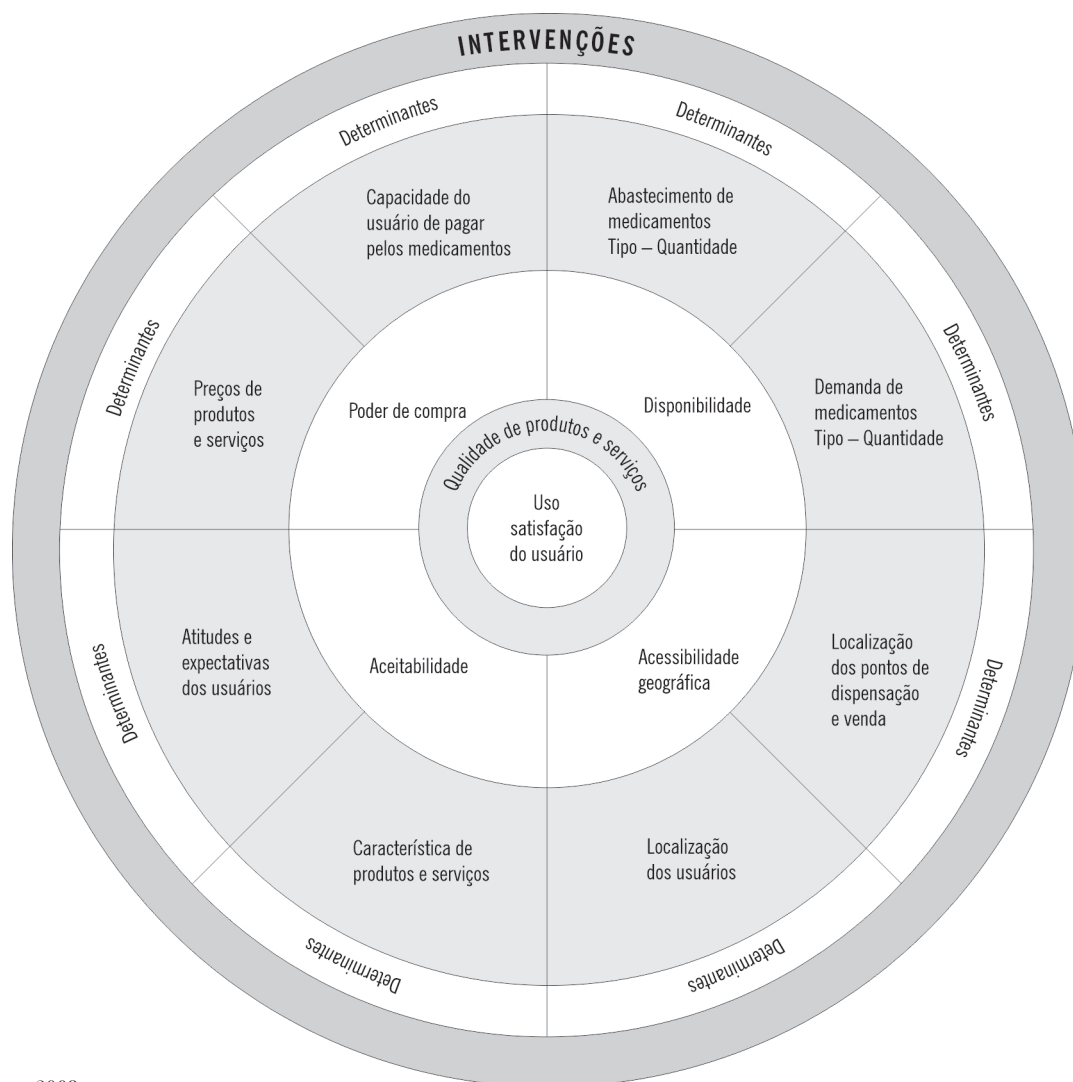 INTERVENÇÕES
Determinantes
Determinantes
Capacidade do
usuário de pagar
pelos medicamentos
Abastecimento de
medicamentos
Tipo – Quantidade
Determinantes
Determinantes
Preços de
produtos
e serviços
Poder de compra
Disponibilidade
Demanda de
medicamentos
Tipo – Quantidade
Qualidade de produtos e serviços
Uso
satisfação
do usuário
Atitudes e
expectativas
dos usuários
Aceitabilidade
Acessibilidade
geográfica
Localização
dos pontos de
dispensação
e venda
Determinantes
Determinantes
Característica de
produtos e serviços
Localização
dos usuários
Determinantes
Determinantes